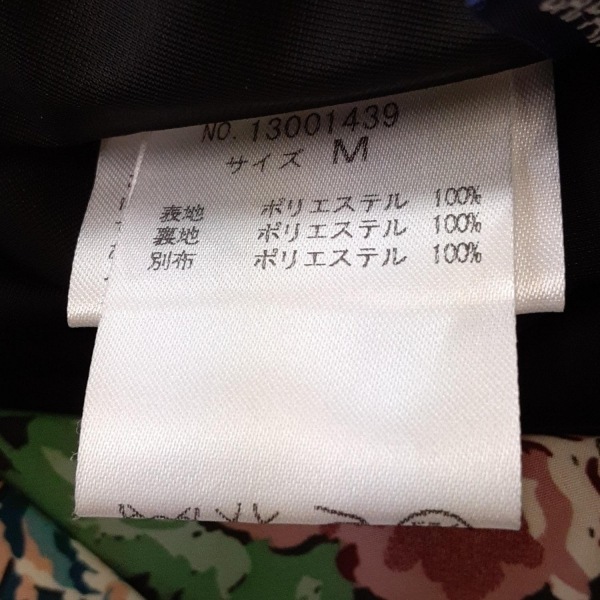 NO. 13001439
サイズ M
表地 ポリエステル 100%
裏地 ポリエステル 100%
別布 ポリエステル 100%